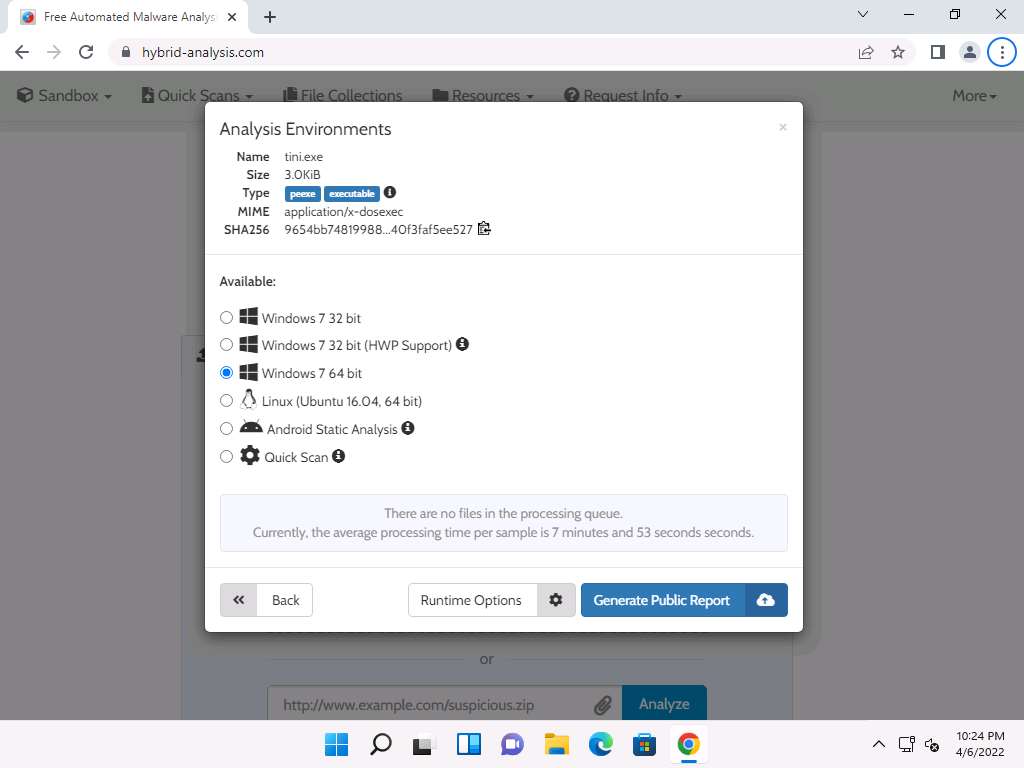 Free Automated Malware Analys
hybrid-analysis.com
Sandbox Quick Scans File Collections Resources Request Info More
Analysis Environments
Name tini.exe
Size 3.0KiB
Type peexe executable
MIME application/x-dosexec
SHA256 9654bb74819988...40f3faf5ee527
Available:
Windows 7 32 bit
Windows 7 32 bit (HWP Support)
Windows 7 64 bit
Linux (Ubuntu 16.04, 64 bit)
Android Static Analysis
Quick Scan
There are no files in the processing queue.
Currently, the average processing time per sample is 7 minutes and 53 seconds seconds.
Back Runtime Options Generate Public Report
or
http://www.example.com/suspicious.zip Analyze
10:24 PM
4/6/2022